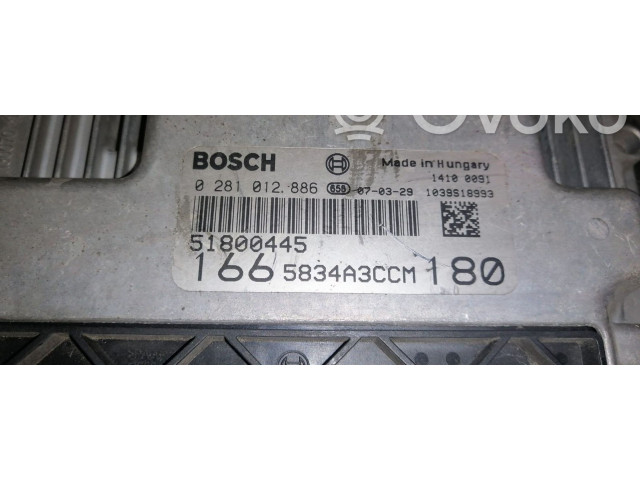 Ovoko
BOSCH Made in Hungary
1410 0091
0 281 012 886 656 07-03-29 1039S18993
51800445
166 5834A3CCM 180